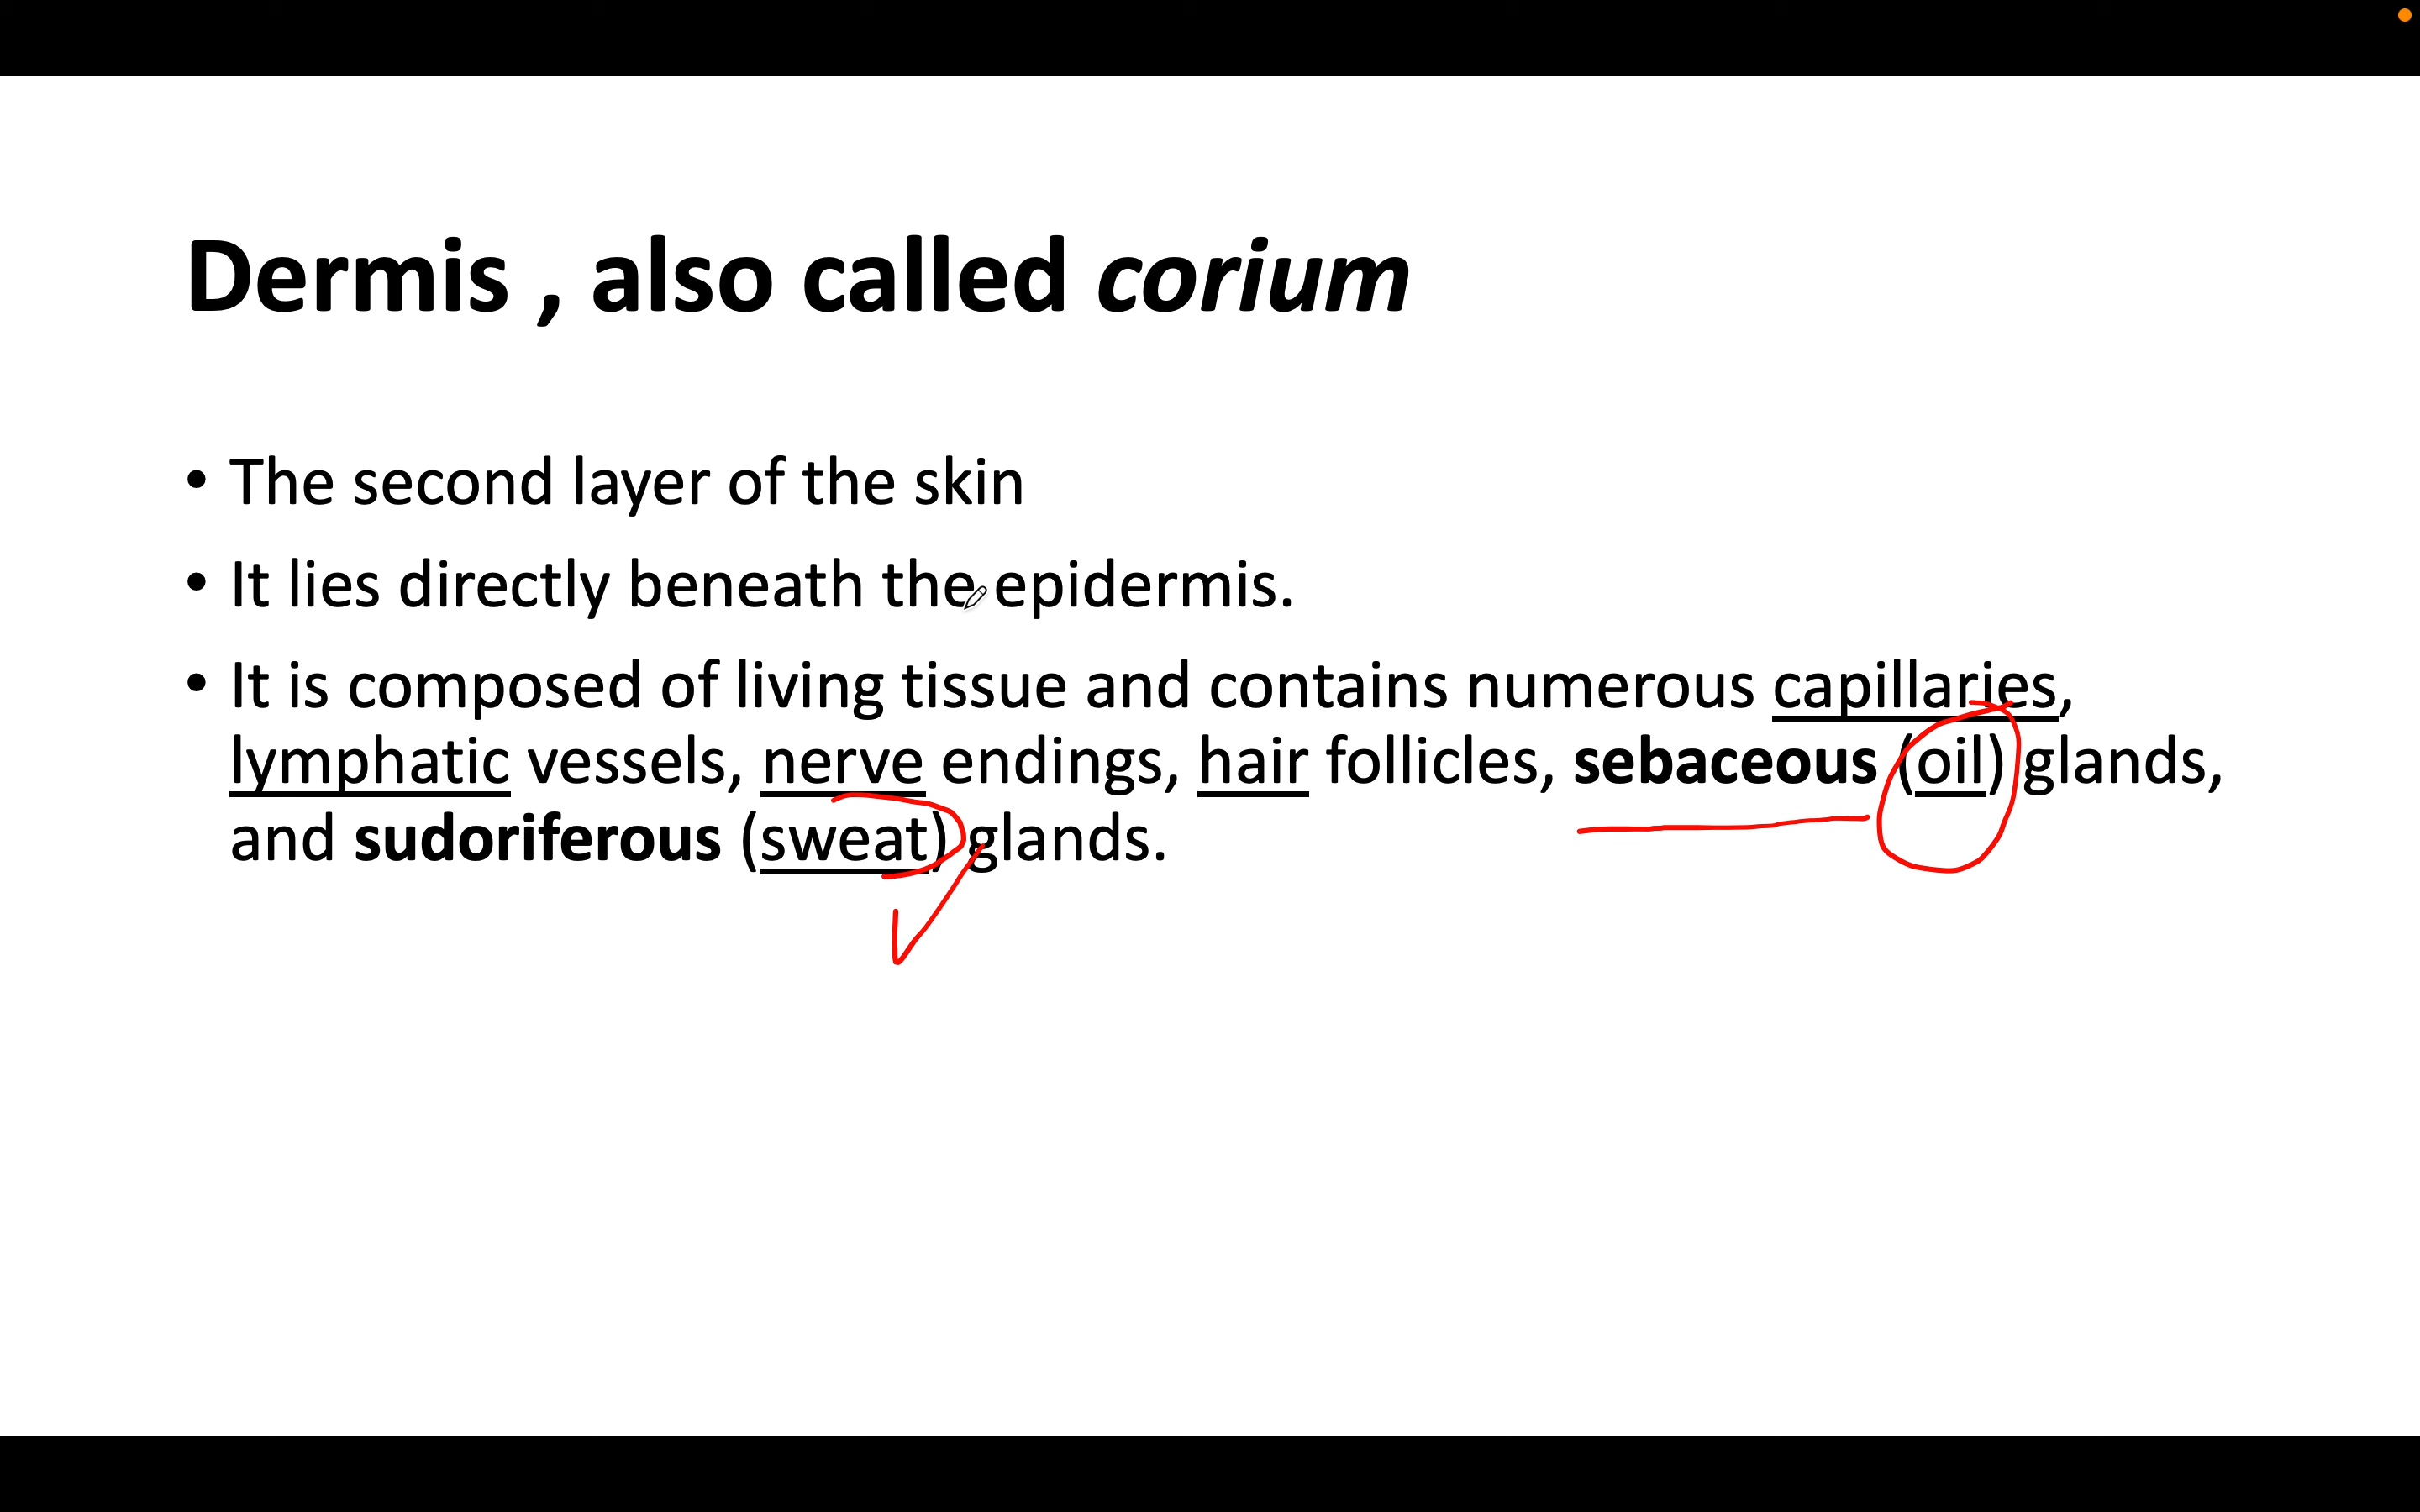 Dermis , also called corium
• The second layer of the skin
• It lies directly beneath the epidermis.
• It is composed of living tissue and contains numerous capillaries,
lymphatic vessels, nerve endings, hair follicles, sebaceous (oil) glands,
and sudoriferous (sweat) glands.